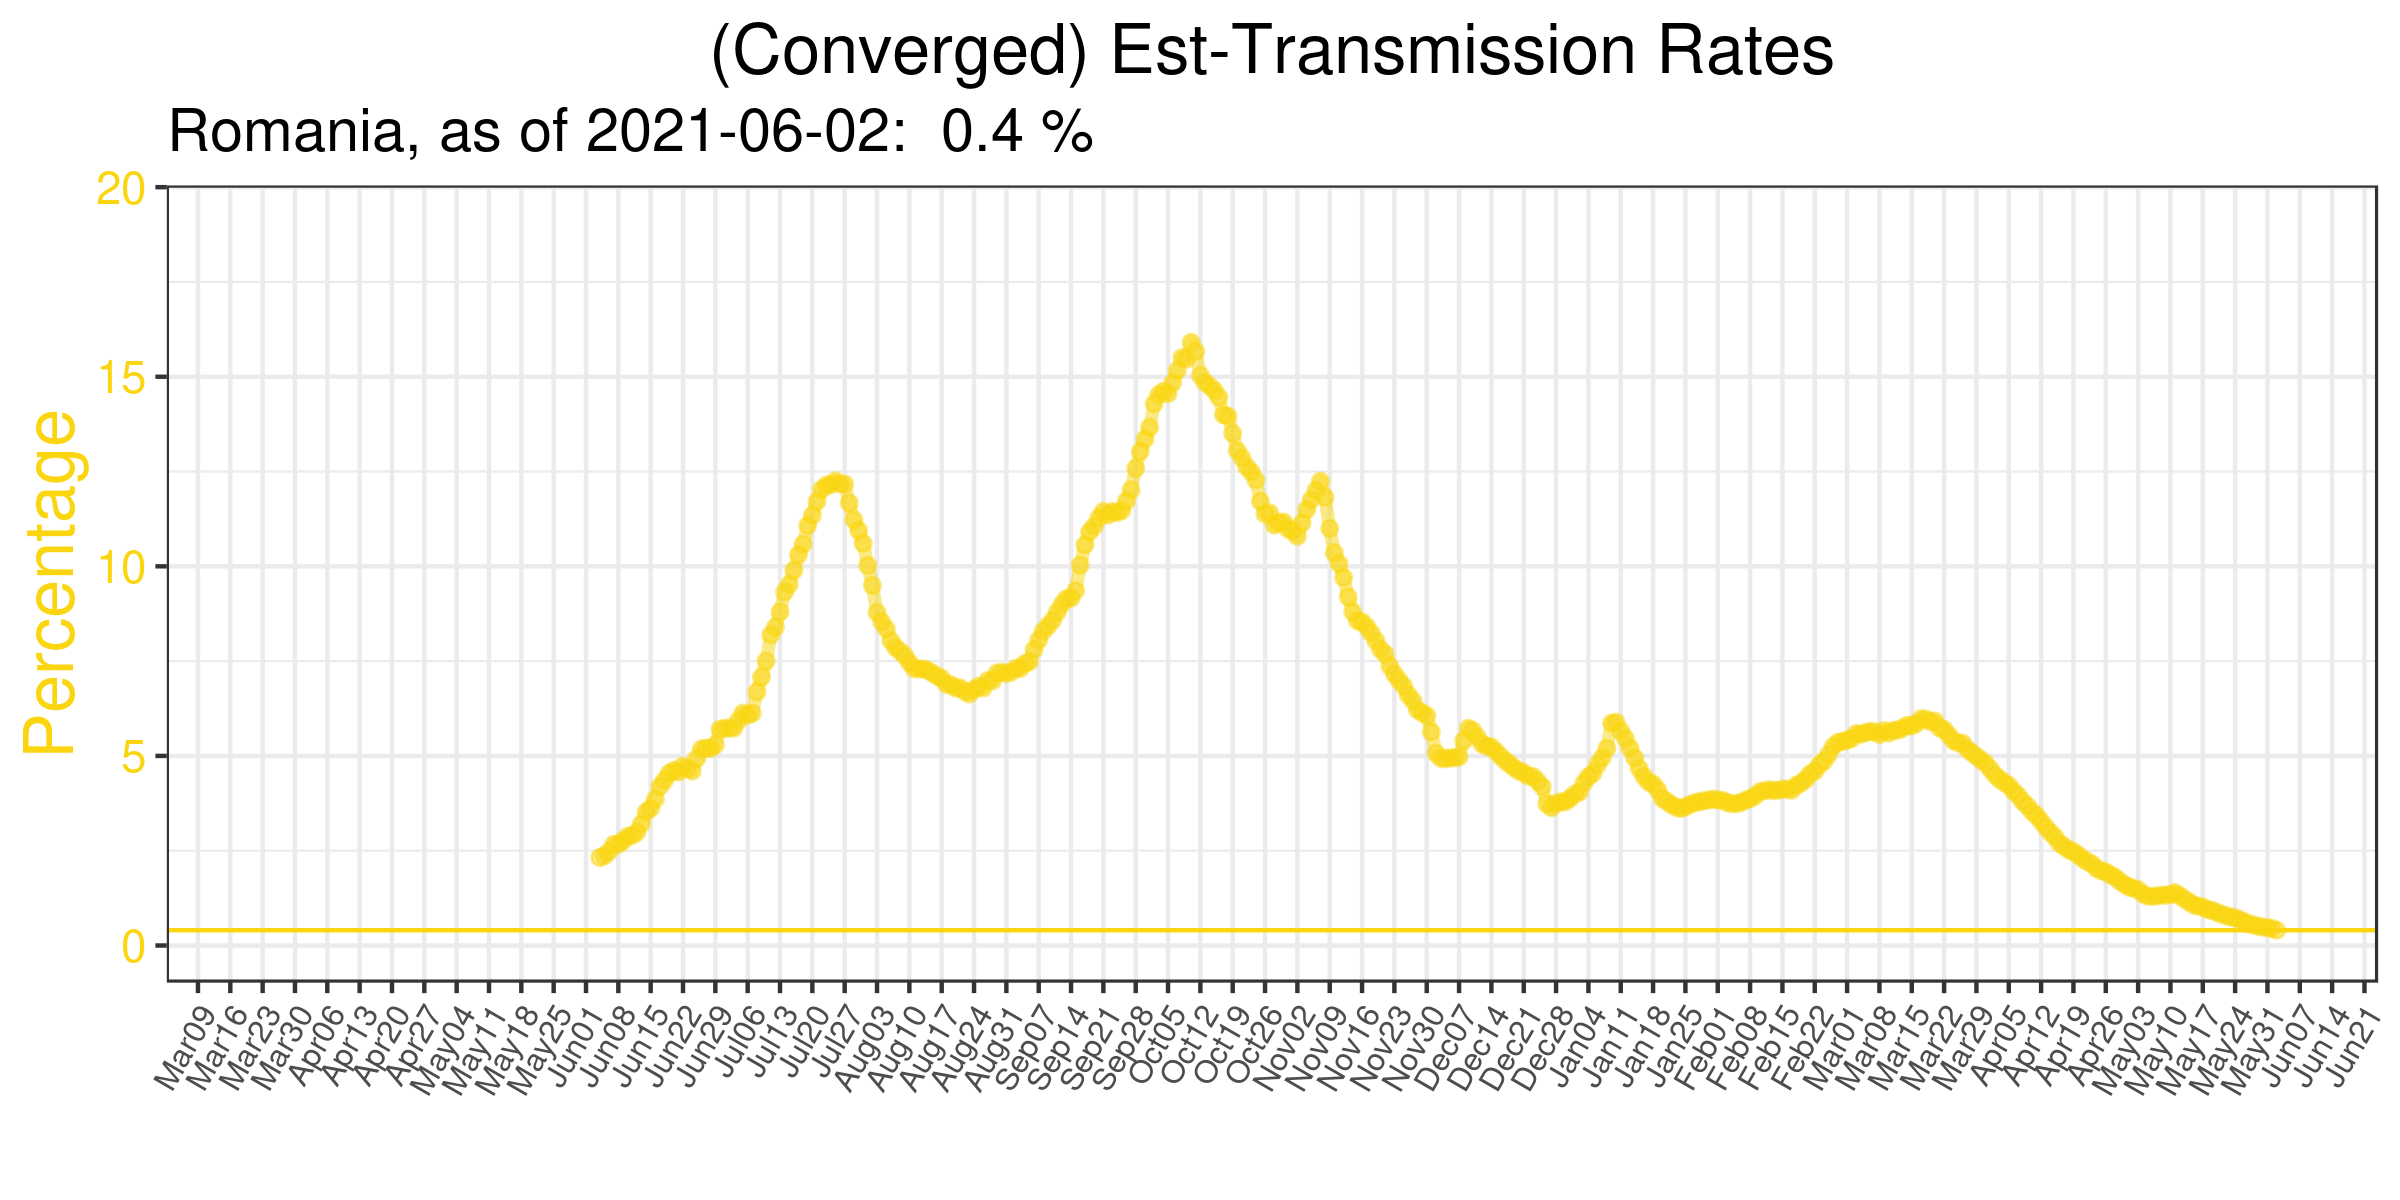 (Converged) Est-Transmission Rates
Romania, as of 2021-06-02:  0.4 %
Percentage
20
15
10
5
0
Mar09
Mar16
Mar23
Mar30
Apr06
Apr13
Apr20
Apr27
May04
May11
May18
May25
Jun01
Jun08
Jun15
Jun22
Jun29
Jul06
Jul13
Jul20
Jul27
Aug03
Aug10
Aug17
Aug24
Aug31
Sep07
Sep14
Sep21
Sep28
Oct05
Oct12
Oct19
Oct26
Nov02
Nov09
Nov16
Nov23
Nov30
Dec07
Dec14
Dec21
Dec28
Jan04
Jan11
Jan18
Jan25
Feb01
Feb08
Feb15
Feb22
Mar01
Mar08
Mar15
Mar22
Mar29
Apr05
Apr12
Apr19
Apr26
May03
May10
May17
May24
May31
Jun07
Jun14
Jun21